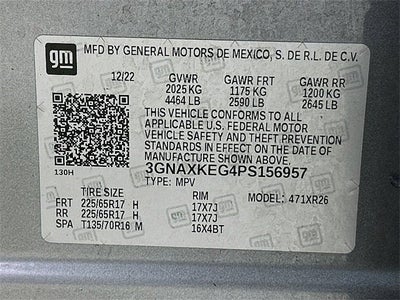 gm
MFD BY GENERAL MOTORS DE MEXICO, S. DE R.L. DE C.V.
12/22 GVWR GAWR FRT GAWR RR
2025 KG 1175 KG 1200 KG
4464 LB 2590 LB 2645 LB
THIS VEHICLE CONFORMS TO ALL
APPLICABLE U.S. FEDERAL MOTOR
VEHICLE SAFETY AND THEFT PREVENTION
STANDARDS IN EFFECT ON THE DATE OF
MANUFACTURE SHOWN ABOVE.
3GNAXKEG4PS156957
130H TYPE: MPV
TIRE SIZE RIM MODEL: 471XR26
FRT 225/65R17 H 17X7J
RR 225/65R17 H 17X7J
SPA T135/70R16 M 16X4BT